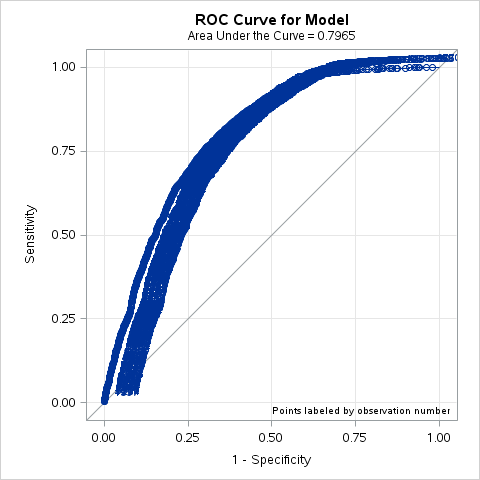 ROC Curve for Model
Area Under the Curve = 0.7965
1.00
0.75
0.50
0.25
0.00
Sensitivity
Points labeled by observation number
0.00 0.25 0.50 0.75 1.00
1 - Specificity